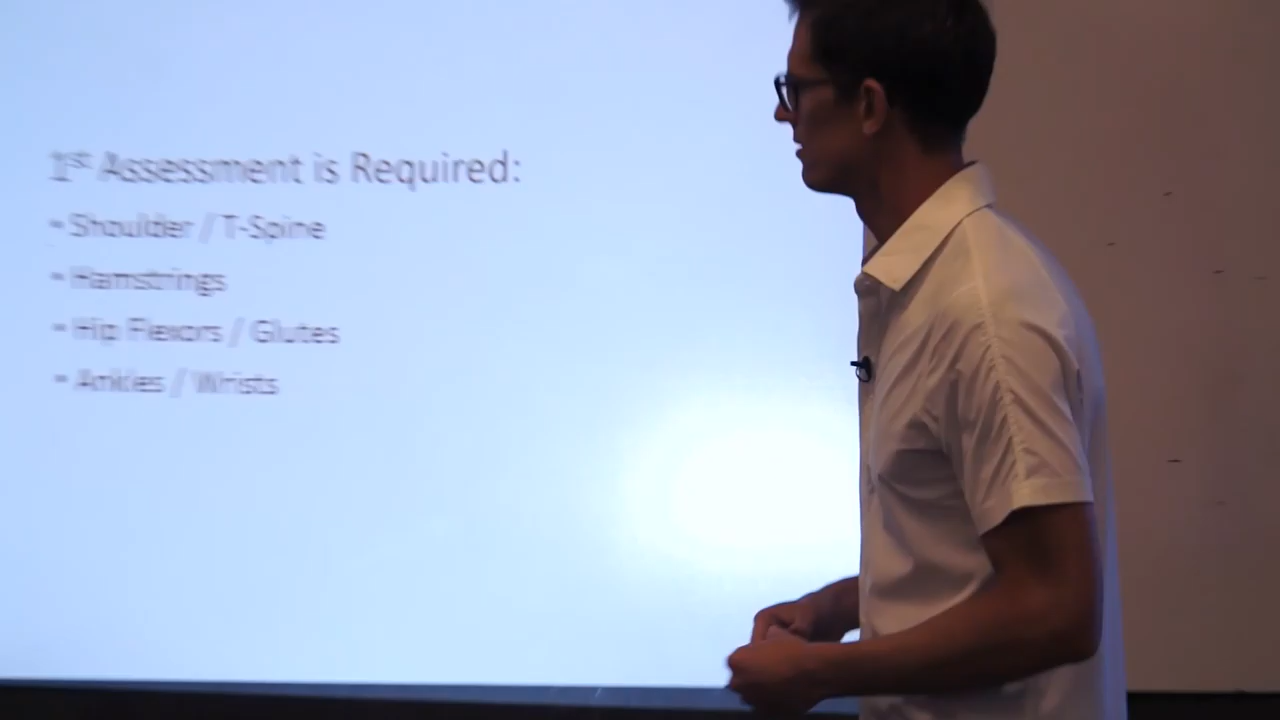 1st Assessment is Required:
• Shoulder / T-Spine
• Hamstrings
• Hip Flexors / Glutes
• Ankles / Wrists